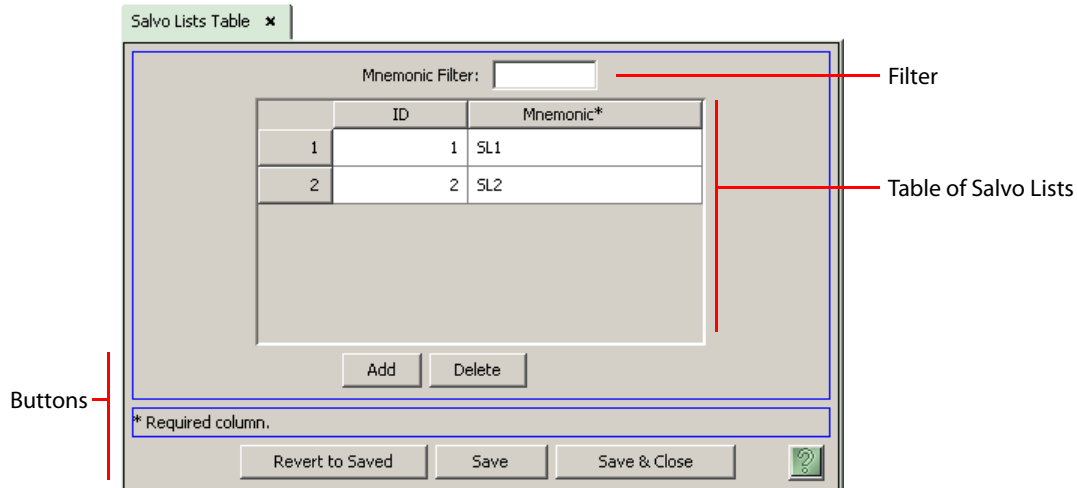 Salvo Lists Table ×
Mnemonic Filter:
Filter
ID Mnemonic*
1 1 SL1
2 2 SL2
Table of Salvo Lists
Add Delete
Buttons
* Required column.
Revert to Saved Save Save & Close ?